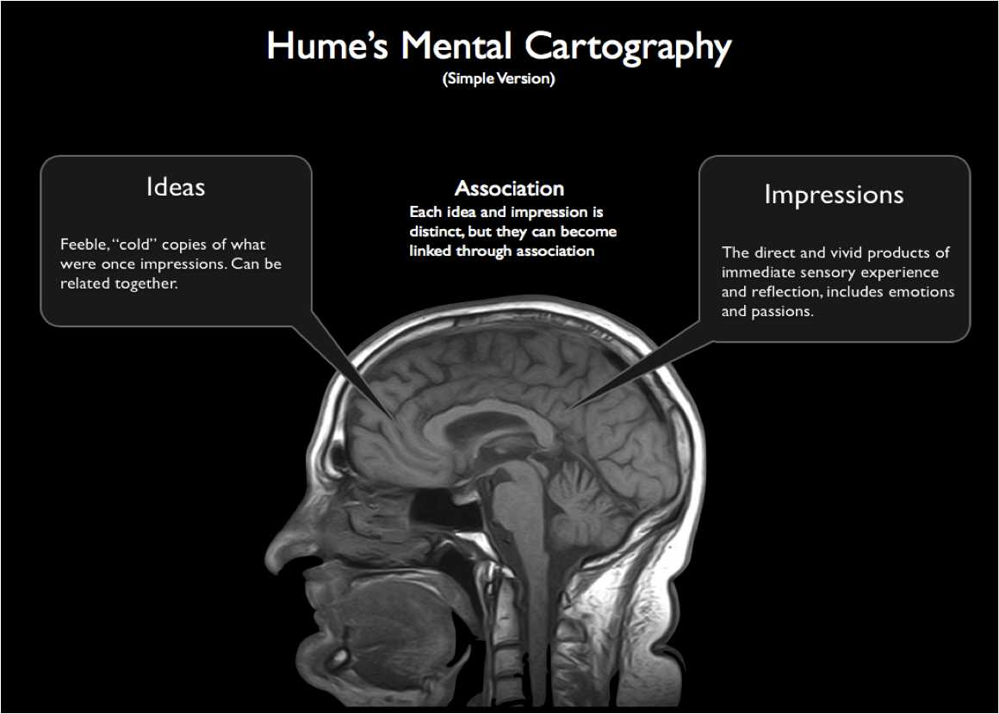 Hume's Mental Cartography
(Simple Version)
Ideas
Feeble, “cold” copies of what
were once impressions. Can be
related together.
Association
Each idea and impression is
distinct, but they can become
linked through association
Impressions
The direct and vivid products of
immediate sensory experience
and reflection, includes emotions
and passions.